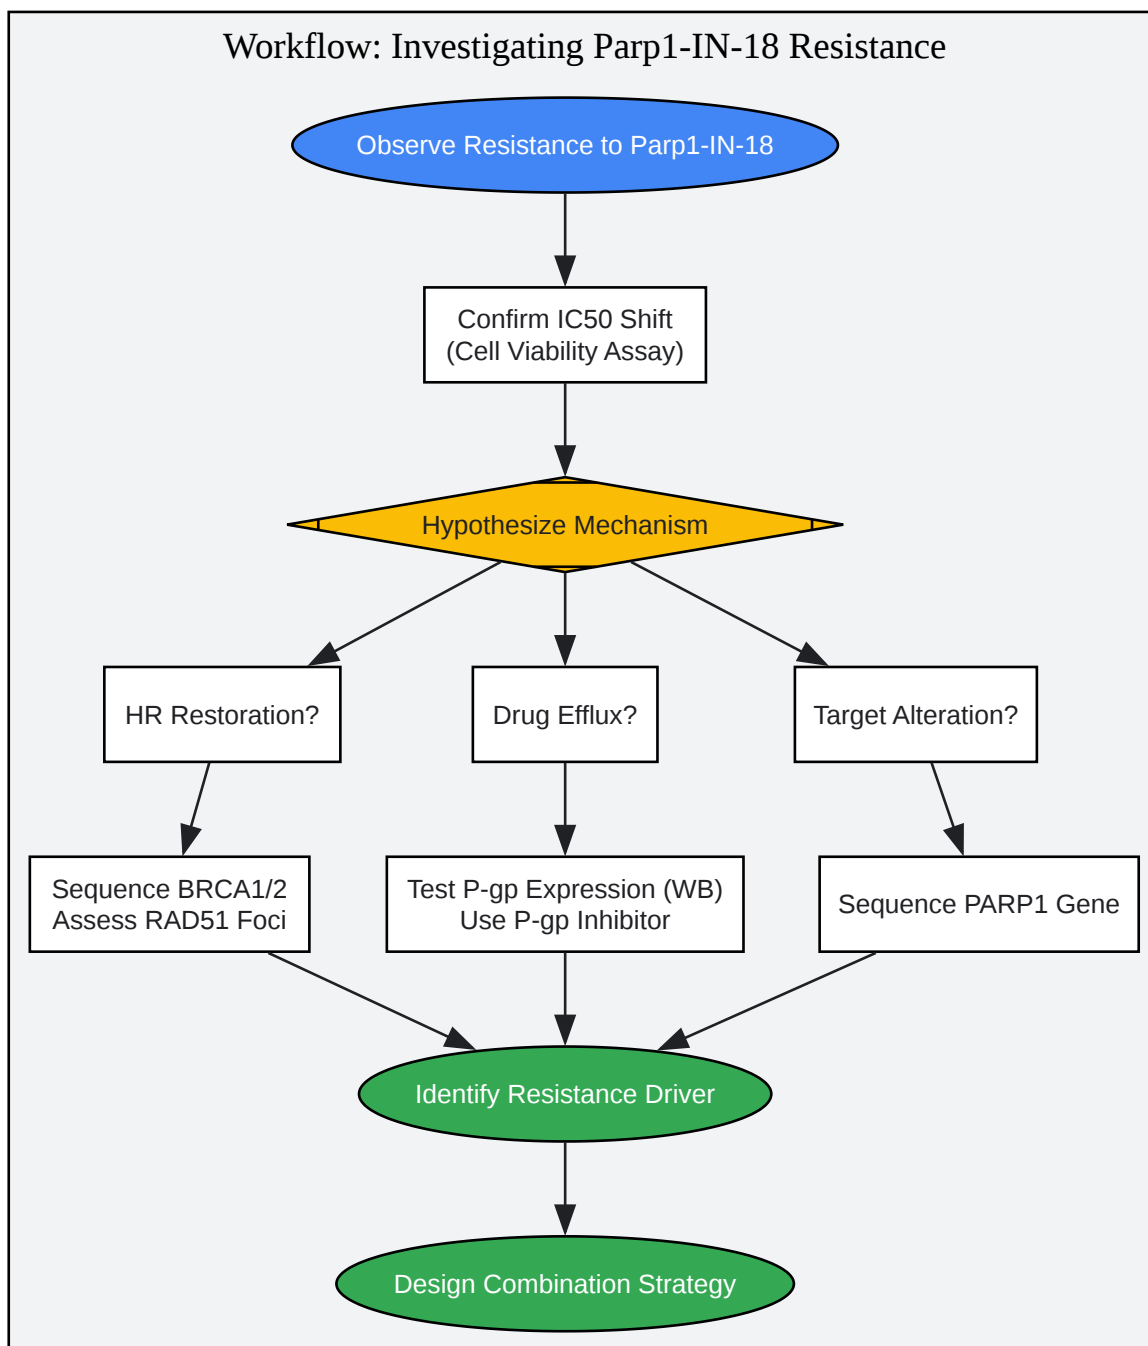 Workflow: Investigating Parp1-IN-18 Resistance
Observe Resistance to Parp1-IN-18
Confirm IC50 Shift
(Cell Viability Assay)
Hypothesize Mechanism
HR Restoration?
Drug Efflux?
Target Alteration?
Sequence BRCA1/2
Assess RAD51 Foci
Test P-gp Expression (WB)
Use P-gp Inhibitor
Sequence PARP1 Gene
Identify Resistance Driver
Design Combination Strategy